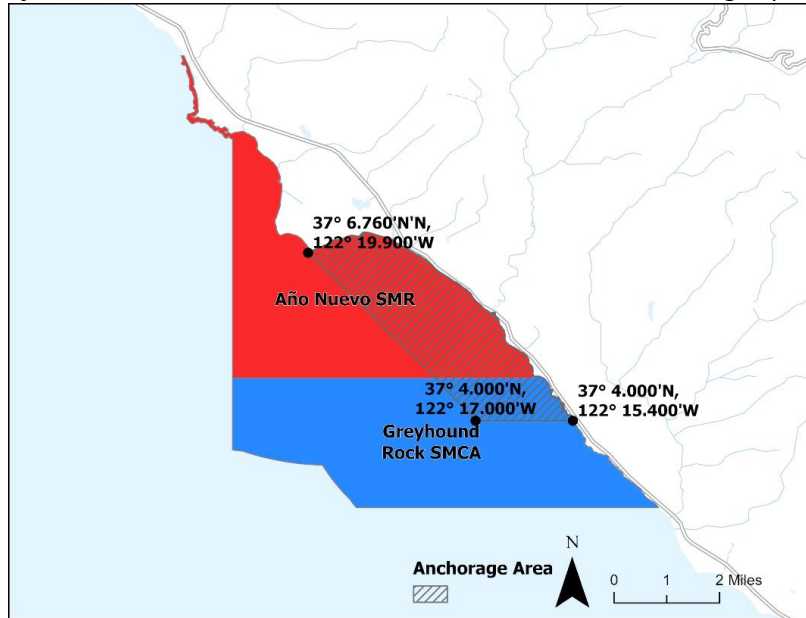 37° 6.760'N'N,
122° 19.900'W
Año Nuevo SMR
37° 4.000'N,
122° 17.000'W
37° 4.000'N,
122° 15.400'W
Greyhound
Rock SMCA
Anchorage Area
N
0 1 2 Miles